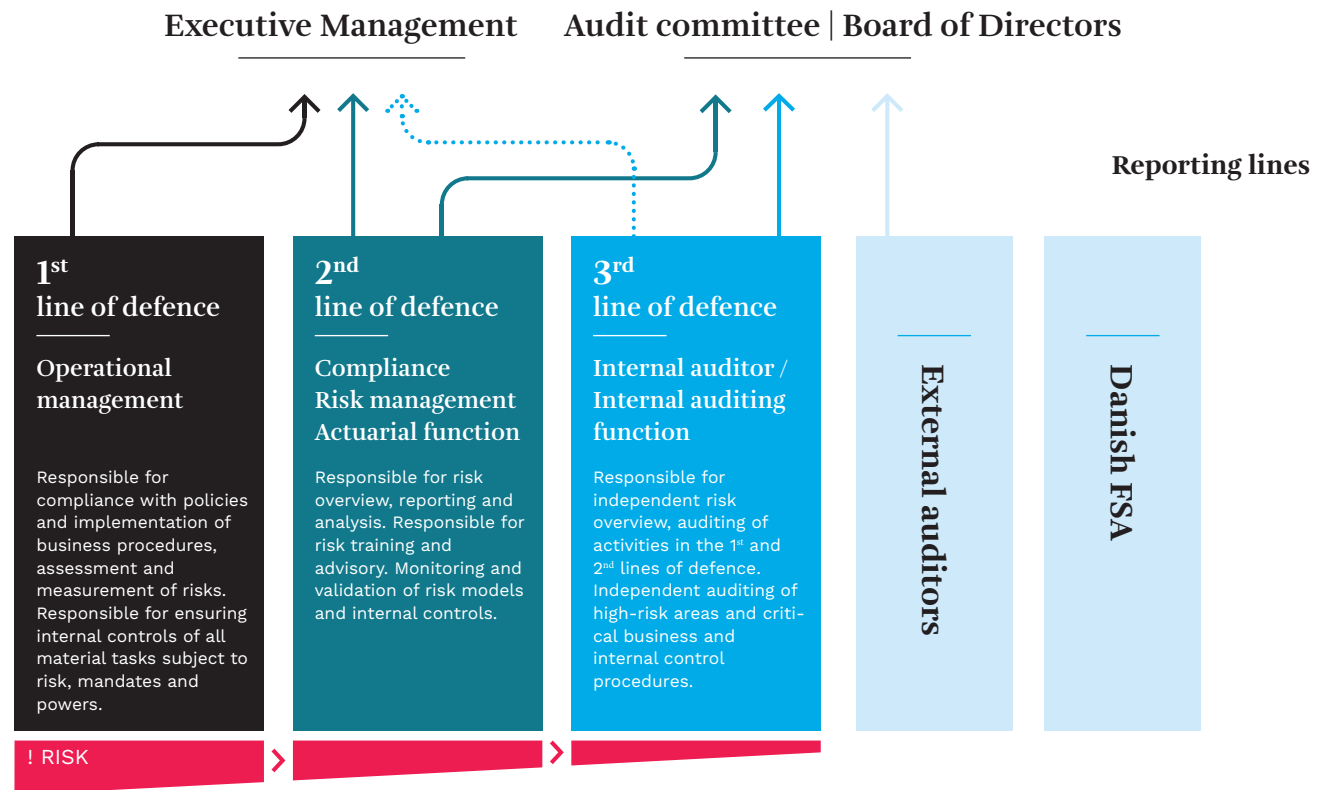 Executive Management
Audit committee | Board of Directors
Reporting lines
1st
line of defence
Operational
management
Responsible for
compliance with policies
and implementation of
business procedures,
assessment and
measurement of risks.
Responsible for ensuring
internal controls of all
material tasks subject to
risk, mandates and
powers.
2nd
line of defence
Compliance
Risk management
Actuarial function
Responsible for risk
overview, reporting and
analysis. Responsible for
risk training and
advisory. Monitoring and
validation of risk models
and internal controls.
3rd
line of defence
Internal auditor /
Internal auditing
function
Responsible for
independent risk
overview, auditing of
activities in the 1st and
2nd lines of defence.
Independent auditing of
high-risk areas and criti-
cal business and
internal control
procedures.
External auditors
Danish FSA
! RISK